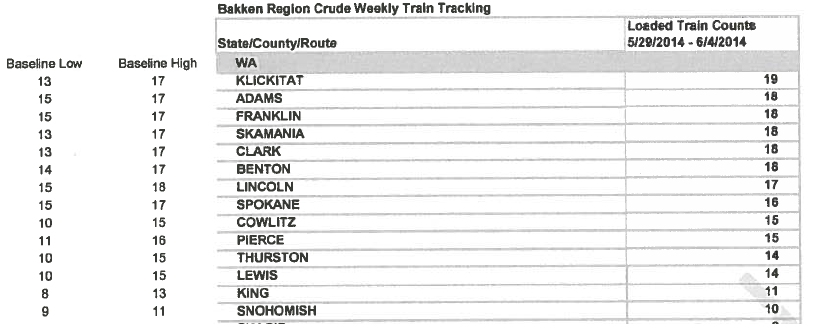 Bakken Region Crude Weekly Train Tracking
Loaded Train Counts
State/County/Route 5/29/2014 - 6/4/2014
Baseline Low Baseline High WA
13 17 KLICKITAT 19
15 17 ADAMS 18
15 17 FRANKLIN 18
13 17 SKAMANIA 18
13 17 CLARK 18
14 17 BENTON 18
15 18 LINCOLN 17
15 17 SPOKANE 16
10 15 COWLITZ 15
11 16 PIERCE 15
10 15 THURSTON 14
10 15 LEWIS 14
8 13 KING 11
9 11 SNOHOMISH 10